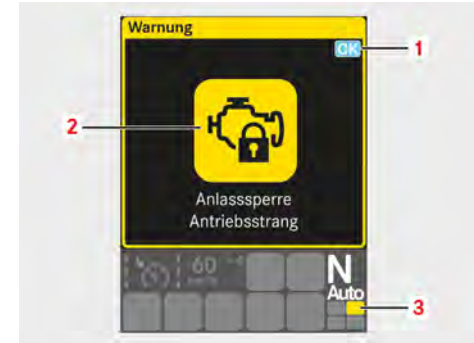 Warnung
OK
1
2
Anlasssperre
Antriebsstrang
60
N
Auto
3